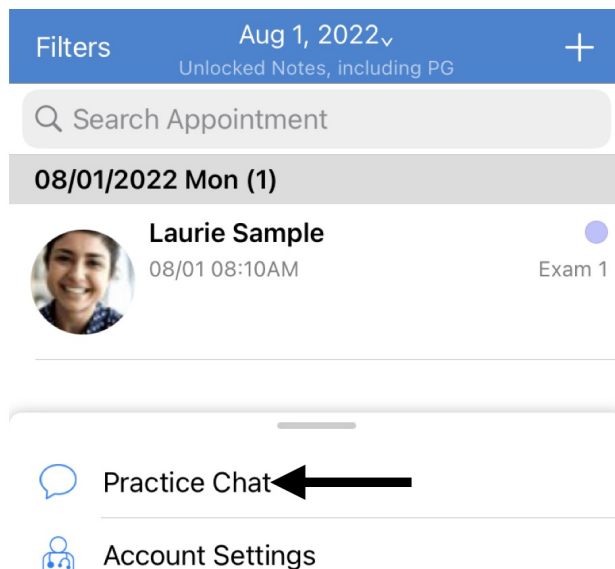 Filters
Aug 1, 2022
Unlocked Notes, including PG
Search Appointment
08/01/2022 Mon (1)
Laurie Sample
08/01 08:10AM
Exam 1
Practice Chat
Account Settings